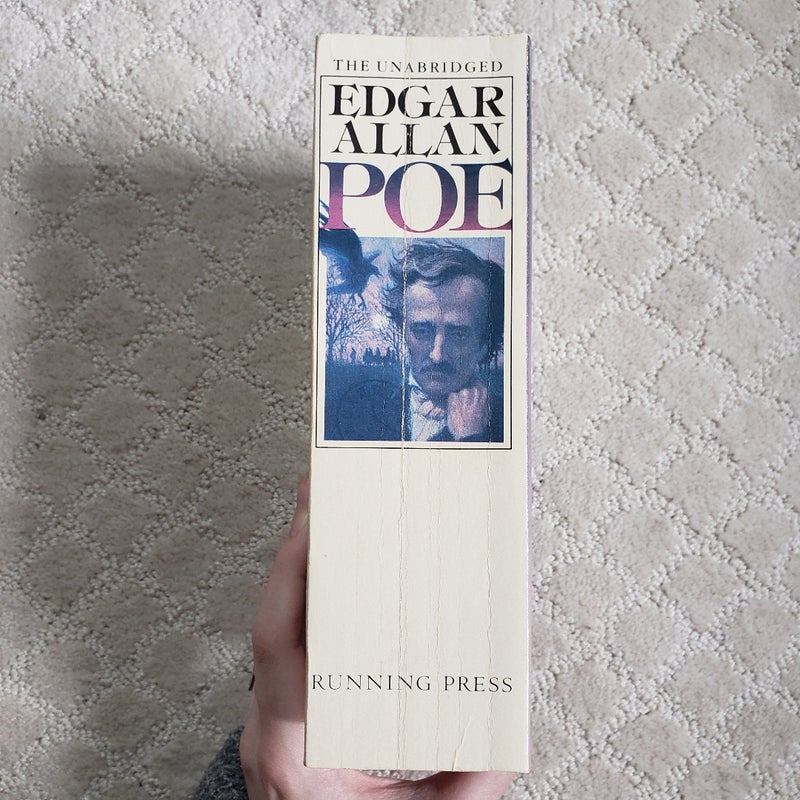 THE UNABRIDGED
EDGAR
ALLAN
POE
RUNNING PRESS